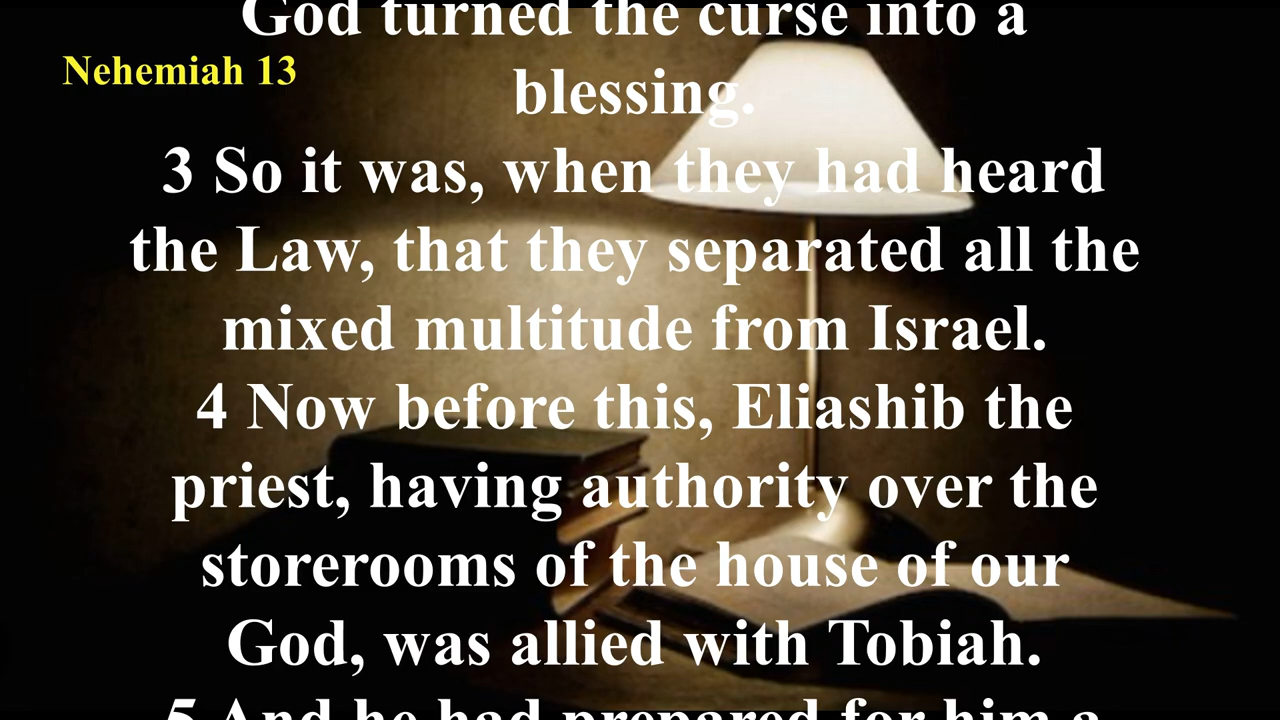 God turned the curse into a
Nehemiah 13
blessing.
3 So it was, when they had heard
the Law, that they separated all the
mixed multitude from Israel.
4 Now before this, Eliashib the
priest, having authority over the
storerooms of the house of our
God, was allied with Tobiah.
5 And he had prepared for him a